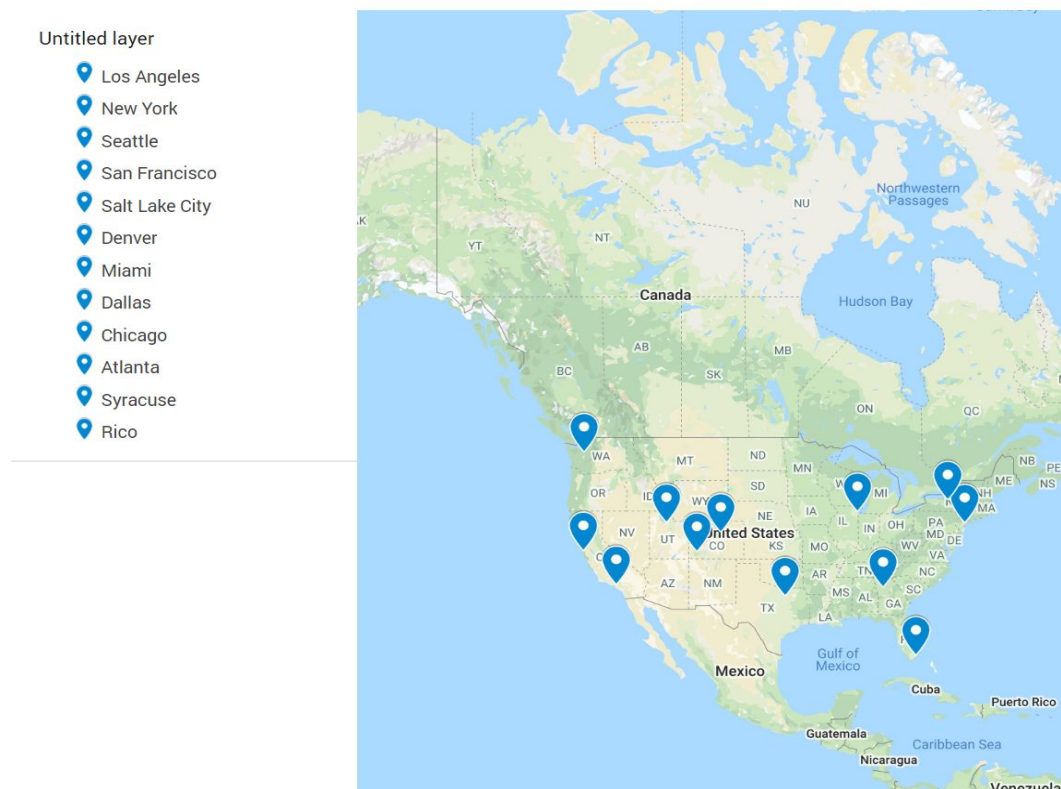 Untitled layer
Los Angeles
New York
Seattle
San Francisco
Salt Lake City
Denver
Miami
Dallas
Chicago
Atlanta
Syracuse
Rico
NU
Northwestern
Passages
YT
NT
Canada
Hudson Bay
AB
MB
BC
SK
ON
QC
WA
MT
ND
MN
NB
PE
ME
NS
OR
ID
WY
SD
MI
NH
MA
NE
IA
IL
IN
OH
PA
NV
UT
United States
MD
DE
CO
KS
MO
WV
VA
AZ
NM
AR
TN
NC
MS
AL
SC
GA
TX
LA
Gulf of
Mexico
Mexico
Cuba
Puerto Rico
Guatemala
Caribbean Sea
Nicaragua
Venezuela